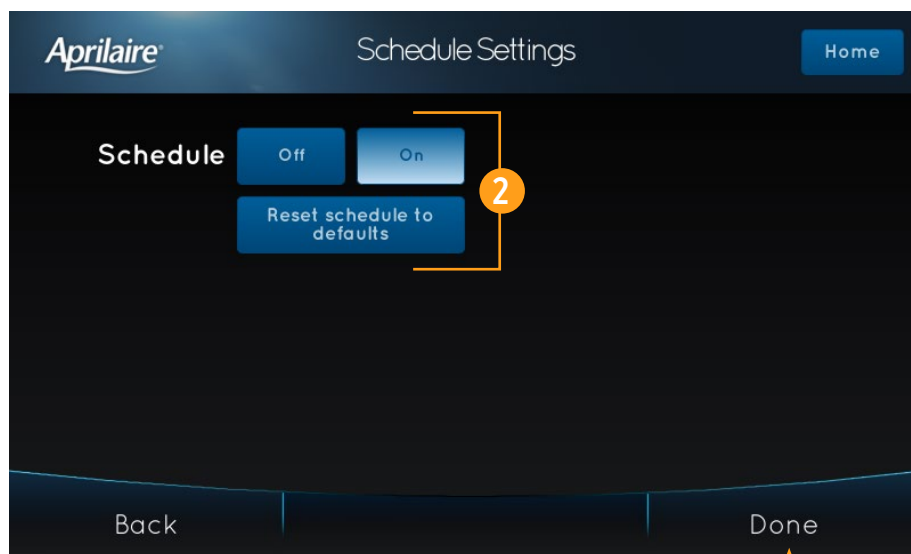 Aprilaire
Schedule Settings
Home
Schedule
Off
On
2
Reset schedule to
defaults
Back
Done